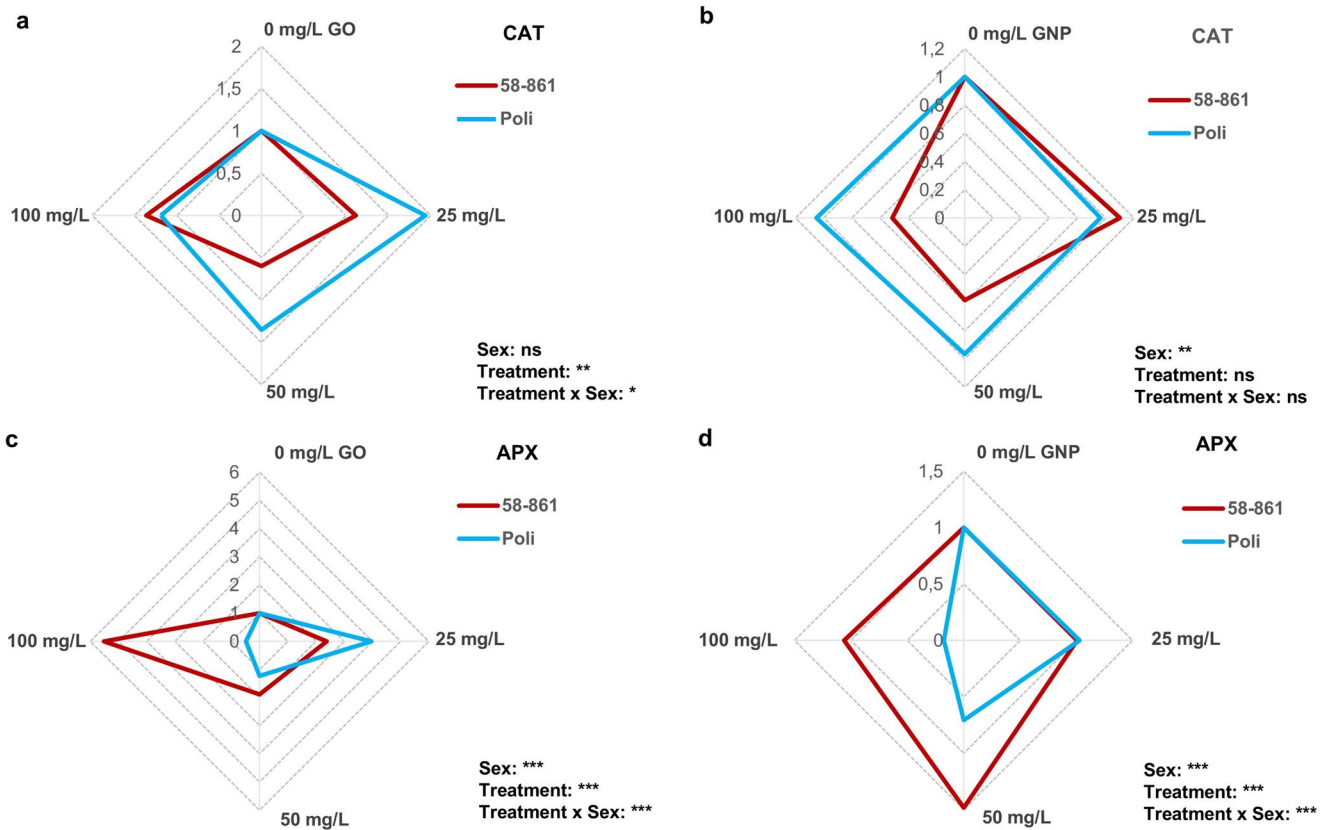 a
0 mg/L GO
CAT
2
1,5
1
0,5
0
58-861
Poli
100 mg/L
25 mg/L
50 mg/L
Sex: ns
Treatment: **
Treatment x Sex: *
b
0 mg/L GNP
CAT
1,2
1
0,8
0,6
0,4
0,2
0
58-861
Poli
100 mg/L
25 mg/L
50 mg/L
Sex: **
Treatment: ns
Treatment x Sex: ns
c
0 mg/L GO
APX
6
5
4
3
2
1
0
58-861
Poli
100 mg/L
25 mg/L
50 mg/L
Sex: ***
Treatment: ***
Treatment x Sex: ***
d
0 mg/L GNP
APX
1,5
1
0,5
0
58-861
Poli
100 mg/L
25 mg/L
50 mg/L
Sex: ***
Treatment: ***
Treatment x Sex: ***